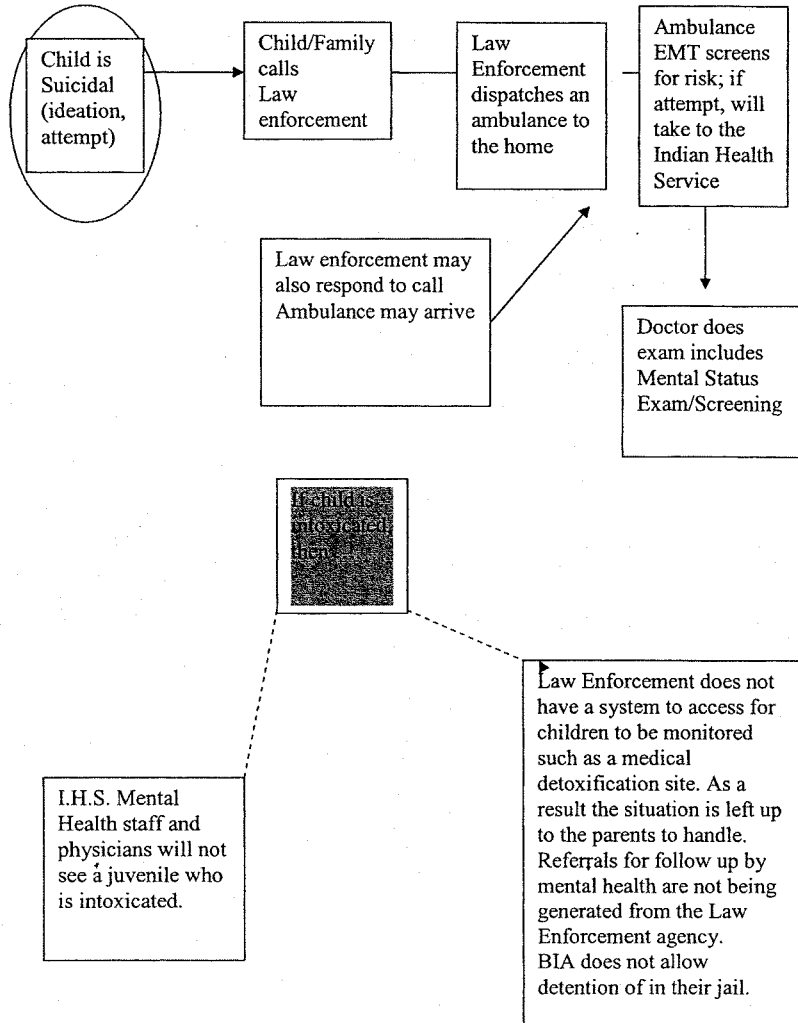 Child is
Suicidal
(ideation,
attempt)
Child/Family
calls
Law
enforcement
Law
Enforcement
dispatches an
ambulance to
the home
Ambulance
EMT screens
for risk; if
attempt, will
take to the
Indian Health
Service
Law enforcement may
also respond to call
Ambulance may arrive
Doctor does
exam includes
Mental Status
Exam/Screening
If child is
intoxicated,
then
I.H.S. Mental
Health staff and
physicians will not
see a juvenile who
is intoxicated.
Law Enforcement does not
have a system to access for
children to be monitored
such as a medical
detoxification site. As a
result the situation is left up
to the parents to handle.
Referrals for follow up by
mental health are not being
generated from the Law
Enforcement agency.
BIA does not allow
detention of in their jail.